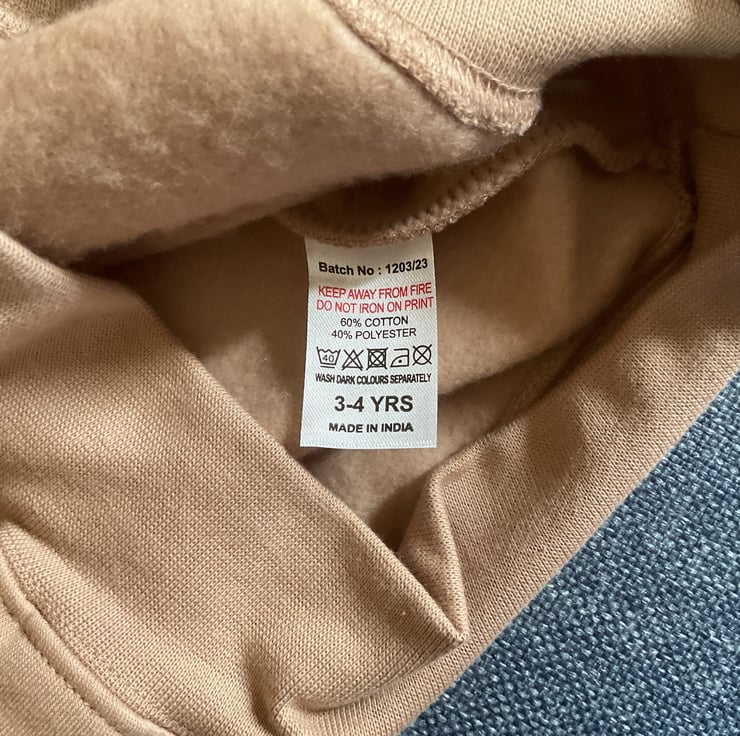 Batch No : 1203/23
KEEP AWAY FROM FIRE
DO NOT IRON ON PRINT
60% COTTON
40% POLYESTER
40
WASH DARK COLOURS SEPARATELY
3-4 YRS
MADE IN INDIA